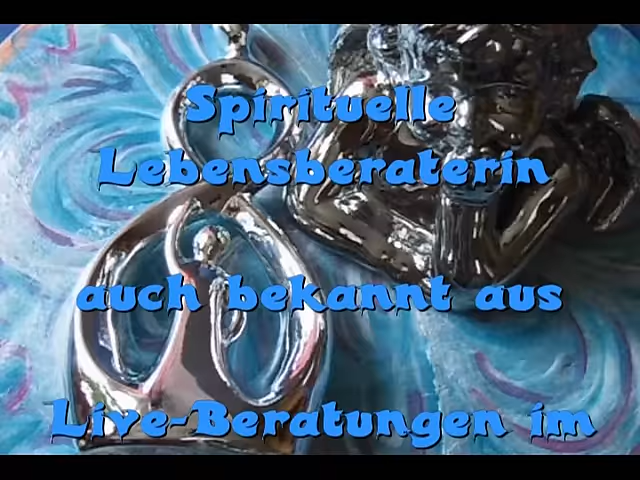 Spirituelle
Lebensberaterin
auch bekannt aus
Live-Beratungen im